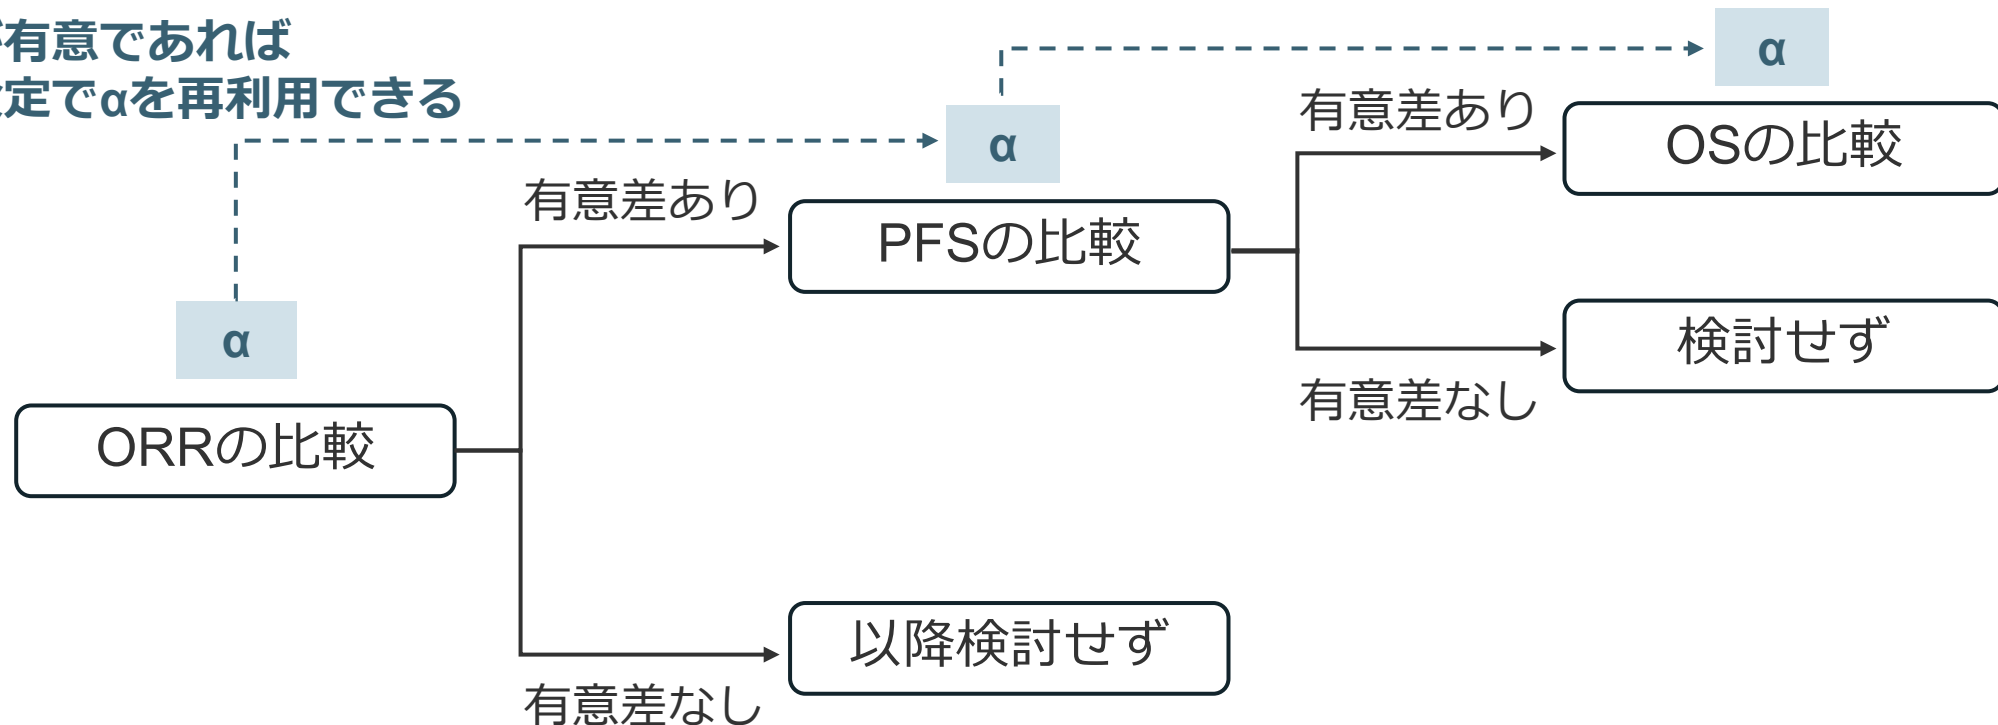 有意であれば
定でαを再利用できる
α
ORRの比較
有意差あり
α
PFSの比較
有意差あり
α
OSの比較
有意差なし
検討せず
有意差なし
以降検討せず